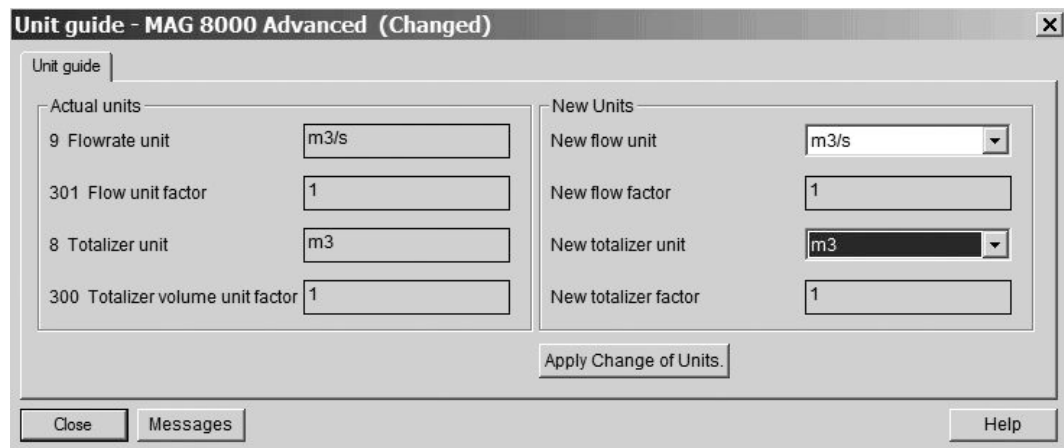 Unit guide - MAG 8000 Advanced (Changed)
Unit guide
Actual units
9 Flowrate unit
m3/s
301 Flow unit factor
1
8 Totalizer unit
m3
300 Totalizer volume unit factor
1
New Units
New flow unit
m3/s
New flow factor
1
New totalizer unit
m3
New totalizer factor
1
Apply Change of Units.
Close
Messages
Help